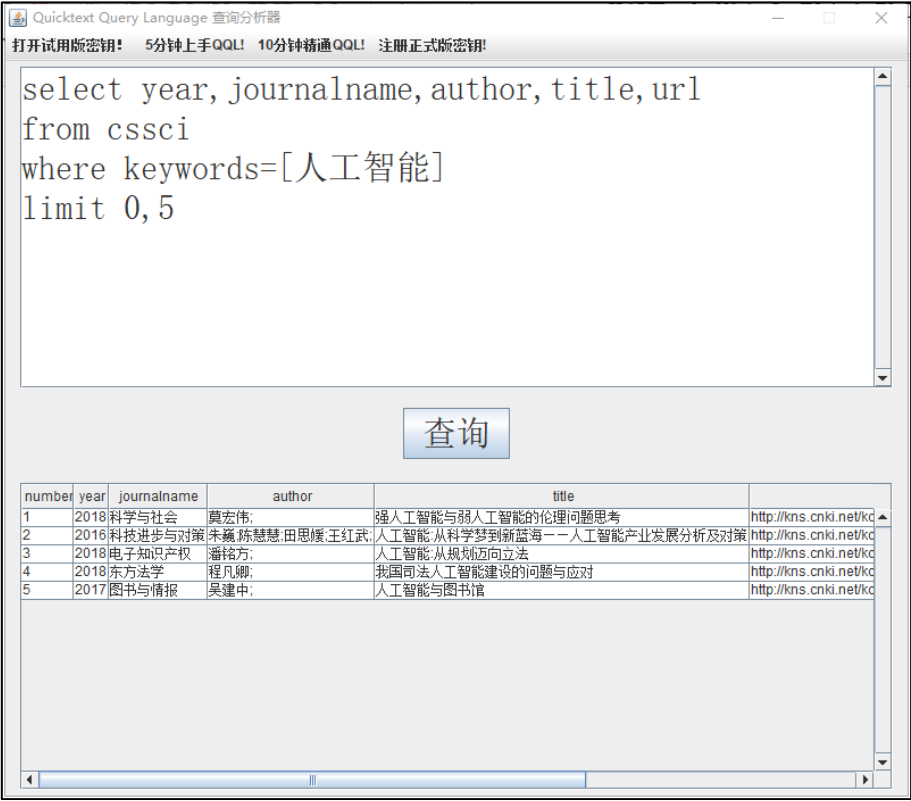 Quicktext Query Language 查询分析器
打开试用版密钥! 5分钟上手QQL! 10分钟精通QQL! 注册正式版密钥!
select year,journalname,author,title,url
from cssci
where keywords=[人工智能]
limit 0,5
查询
number year journalname author title
1 2018 科学与社会 莫宏伟; 强人工智能与弱人工智能的伦理问题思考 http://kns.cnki.net/kc
2 2016 科技进步与对策 朱巍;陈慧慧;田思媛;王红武; 人工智能:从科学梦到新蓝海——人工智能产业发展分析及对策 http://kns.cnki.net/kc
3 2018 电子知识产权 潘铭方; 人工智能:从规划迈向立法 http://kns.cnki.net/kc
4 2018 东方法学 程凡卿; 我国司法人工智能建设的问题与应对 http://kns.cnki.net/kc
5 2017 图书与情报 吴建中; 人工智能与图书馆 http://kns.cnki.net/kc